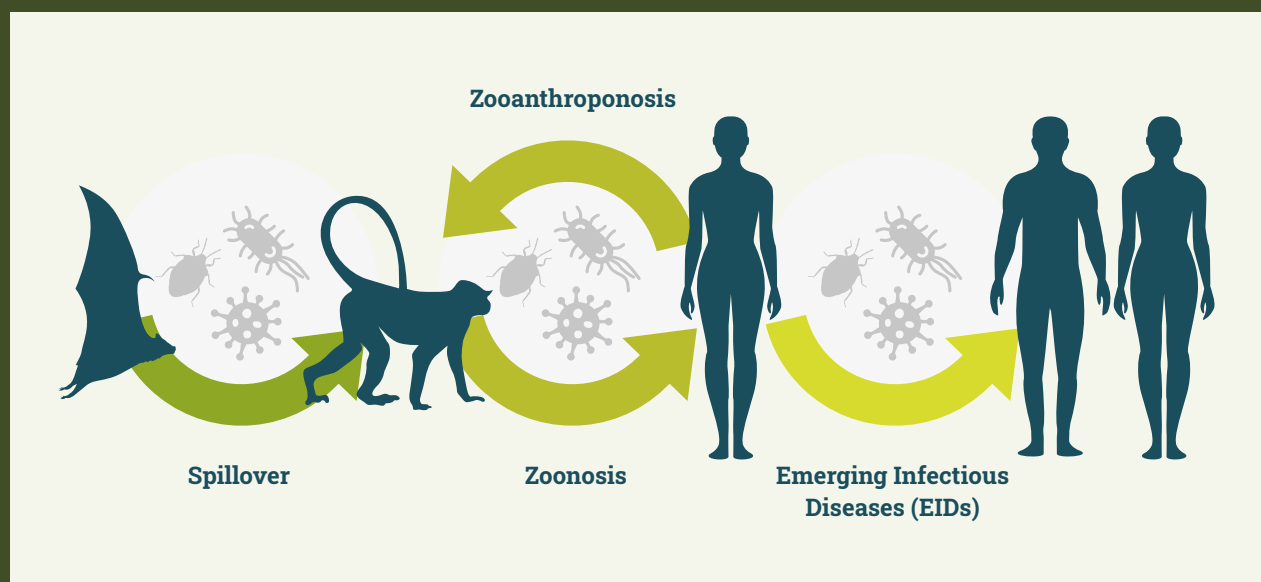 Zooanthroponosis
Spillover
Zoonosis
Emerging Infectious
Diseases (EIDs)